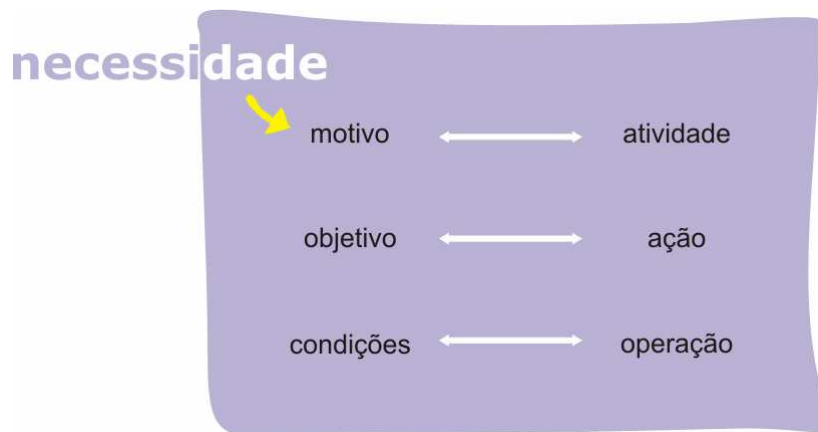 necessidade
motivo atividade
objetivo ação
condições operação